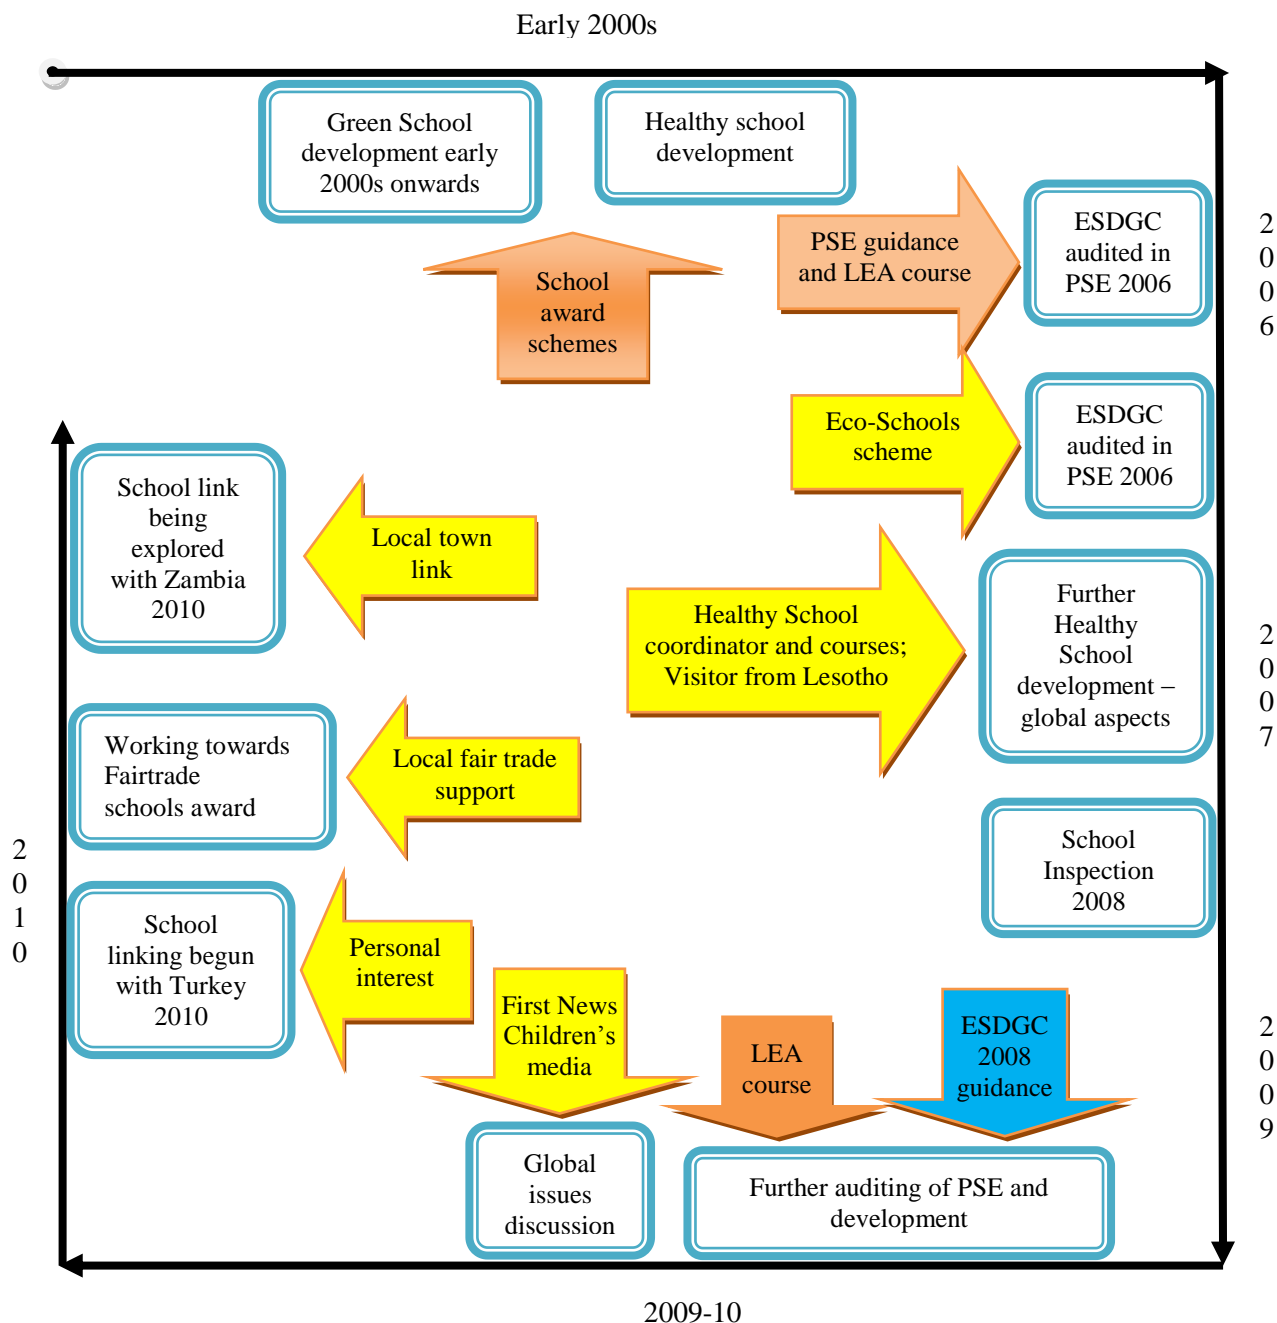 Early 2000s
Green School
development early
2000s onwards
Healthy school
development
School
award
schemes
PSE guidance
and LEA course
ESDGC
audited in
PSE 2006
2
0
0
6
Eco-Schools
scheme
ESDGC
audited in
PSE 2006
School link
being
explored
with Zambia
2010
Local town
link
Healthy School
coordinator and courses;
Visitor from Lesotho
Further
Healthy
School
development –
global aspects
2
0
0
7
Working towards
Fairtrade
schools award
Local fair trade
support
School
Inspection
2008
2
0
1
0
School
linking begun
with Turkey
2010
Personal
interest
First News
Children’s
media
LEA
course
ESDGC
2008
guidance
2
0
0
9
Global
issues
discussion
Further auditing of PSE and
development
2009-10